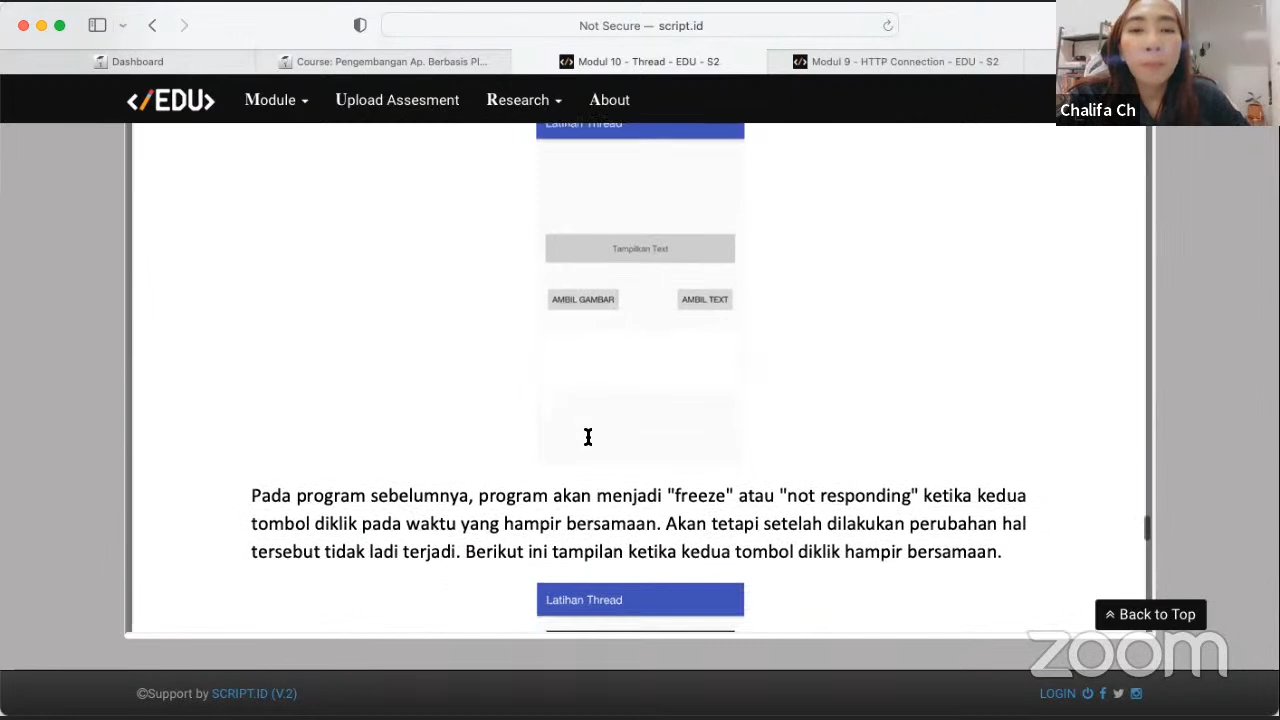 Not Secure — script.id
Dashboard
Course: Pengembangan Ap. Berbasis Pl...
Modul 10 - Thread - EDU - S2
Modul 9 - HTTP Connection - EDU - S2
</EDU>
Module
Upload Assesment
Research
About
Chalifa Ch
Latihan Thread
Tampilkan Text
AMBIL GAMBAR
AMBIL TEXT
Pada program sebelumnya, program akan menjadi "freeze" atau "not responding" ketika kedua
tombol diklik pada waktu yang hampir bersamaan. Akan tetapi setelah dilakukan perubahan hal
tersebut tidak ladi terjadi. Berikut ini tampilan ketika kedua tombol diklik hampir bersamaan.
Latihan Thread
Back to Top
zoom
©Support by SCRIPT.ID (V.2)
LOGIN